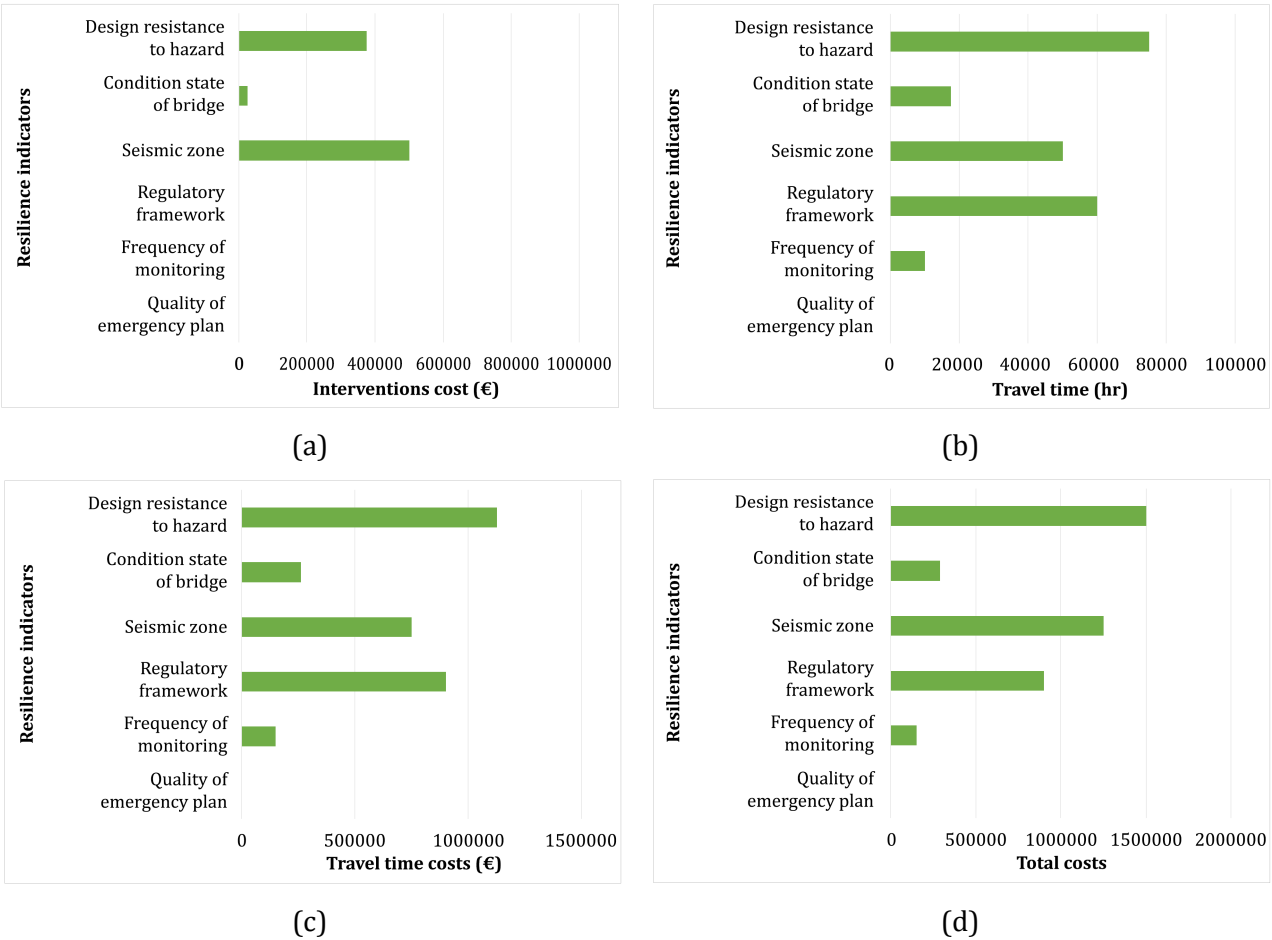 Resilience indicators
Design resistance
to hazard
Condition state
of bridge
Seismic zone
Regulatory
framework
Frequency of
monitoring
Quality of
emergency plan
0 200000 400000 600000 800000 1000000
Interventions cost (€)
(a)
Resilience indicators
Design resistance
to hazard
Condition state
of bridge
Seismic zone
Regulatory
framework
Frequency of
monitoring
Quality of
emergency plan
0 20000 40000 60000 80000 100000
Travel time (hr)
(b)
Resilience indicators
Design resistance
to hazard
Condition state
of bridge
Seismic zone
Regulatory
framework
Frequency of
monitoring
Quality of
emergency plan
0 500000 1000000 1500000
Travel time costs (€)
(c)
Resilience indicators
Design resistance
to hazard
Condition state
of bridge
Seismic zone
Regulatory
framework
Frequency of
monitoring
Quality of
emergency plan
0 500000 1000000 1500000 2000000
Total costs
(d)